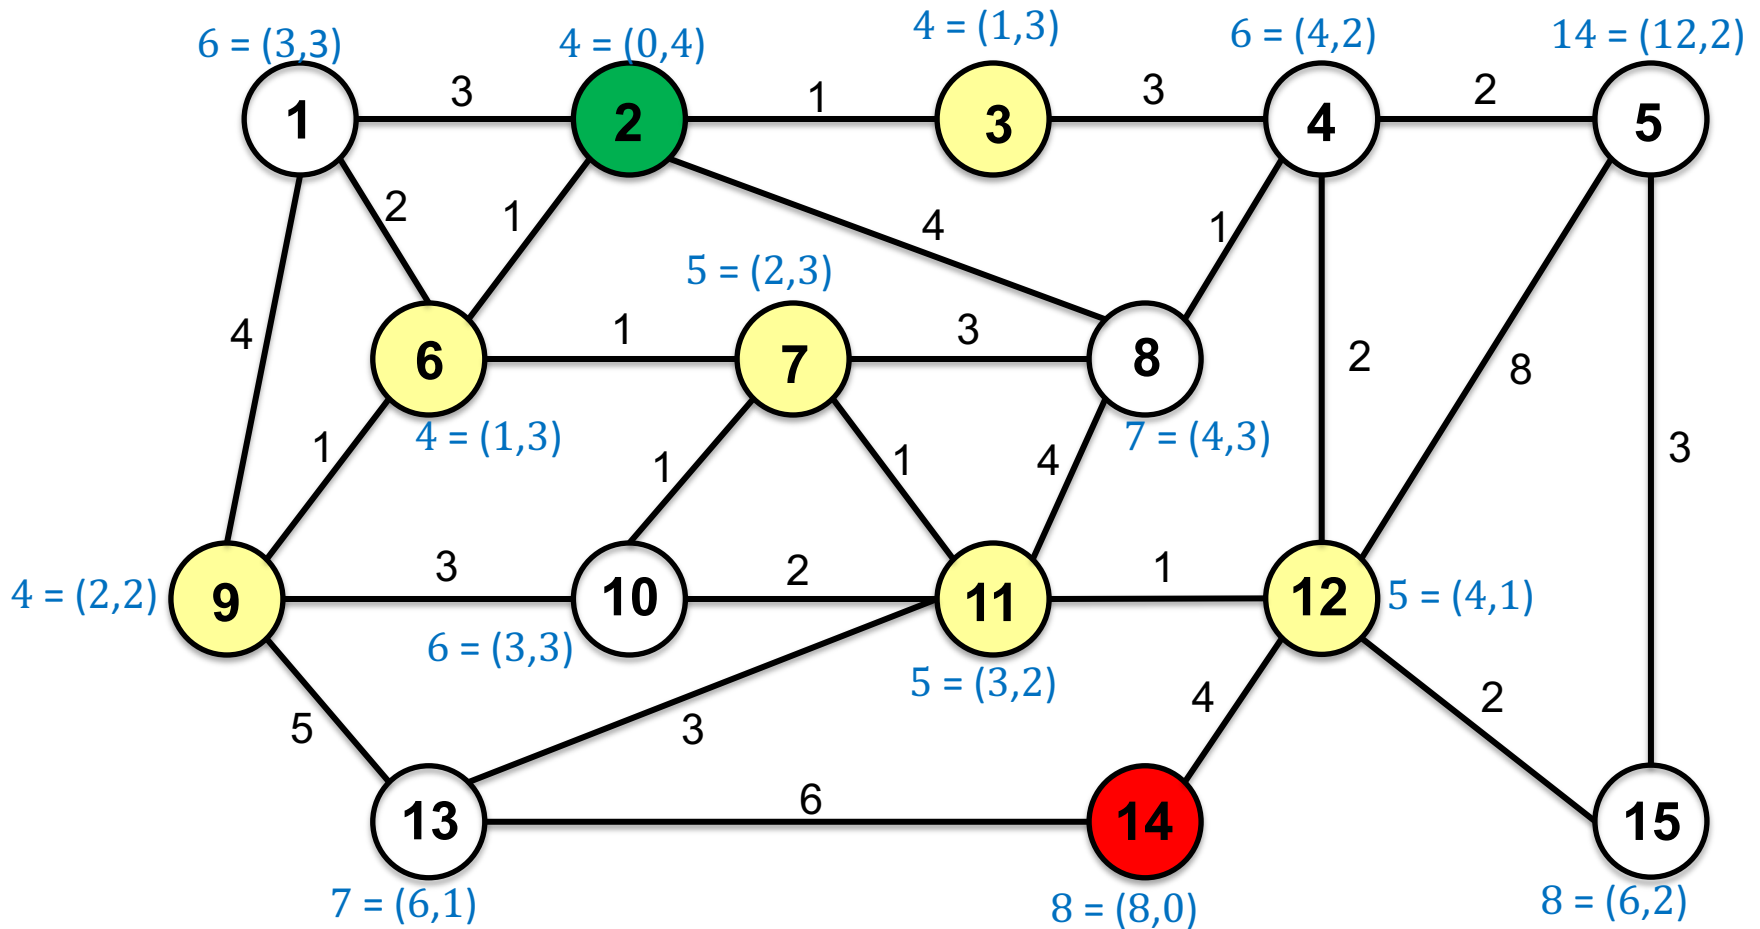 4 = (1,3)
6 = (3,3)
4 = (0,4)
6 = (4,2)
14 = (12,2)
3
1
3
2
1
2
3
4
5
2
1
4
1
5 = (2,3)
4
1
3
2
8
6
7
8
4 = (1,3)
7 = (4,3)
1
1
1
4
3
4 = (2,2)
3
2
1
9
10
11
12
5 = (4,1)
6 = (3,3)
5 = (3,2)
5
3
4
2
6
13
14
15
7 = (6,1)
8 = (8,0)
8 = (6,2)